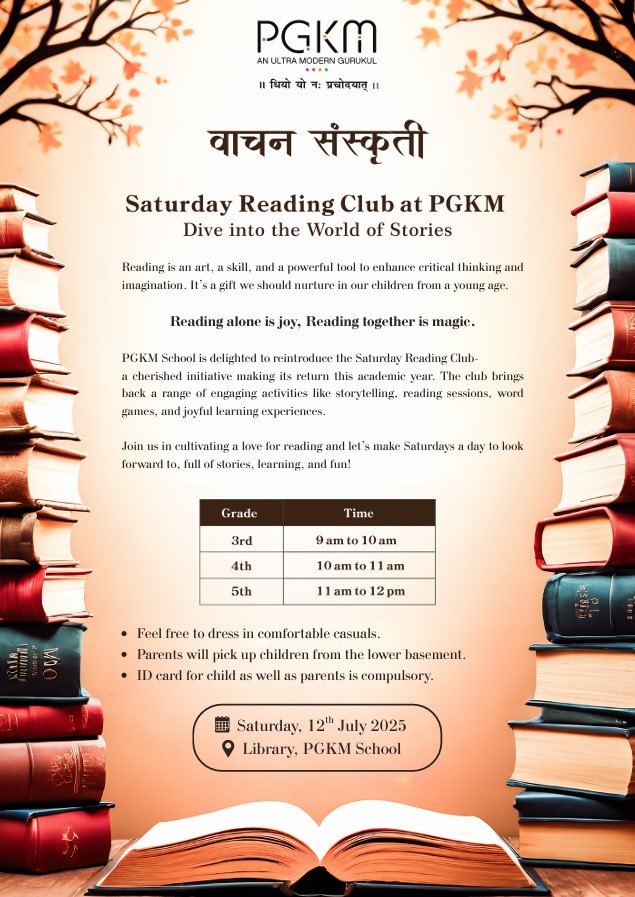 PGKM
AN ULTRA MODERN GURUKUL
॥ धियो यो नः प्रचोदयात् ॥
वाचन संस्कृती
Saturday Reading Club at PGKM
Dive into the World of Stories
Reading is an art, a skill, and a powerful tool to enhance critical thinking and
imagination. It's a gift we should nurture in our children from a young age.
Reading alone is joy, Reading together is magic.
PGKM School is delighted to reintroduce the Saturday Reading Club-
a cherished initiative making its return this academic year. The club brings
back a range of engaging activities like storytelling, reading sessions, word
games, and joyful learning experiences.
Join us in cultivating a love for reading and let's make Saturdays a day to look
forward to, full of stories, learning, and fun!
Grade Time
3rd 9 am to 10 am
4th 10 am to 11 am
5th 11 am to 12 pm
• Feel free to dress in comfortable casuals.
• Parents will pick up children from the lower basement.
• ID card for child as well as parents is compulsory.
Saturday, 12th July 2025
Library, PGKM School